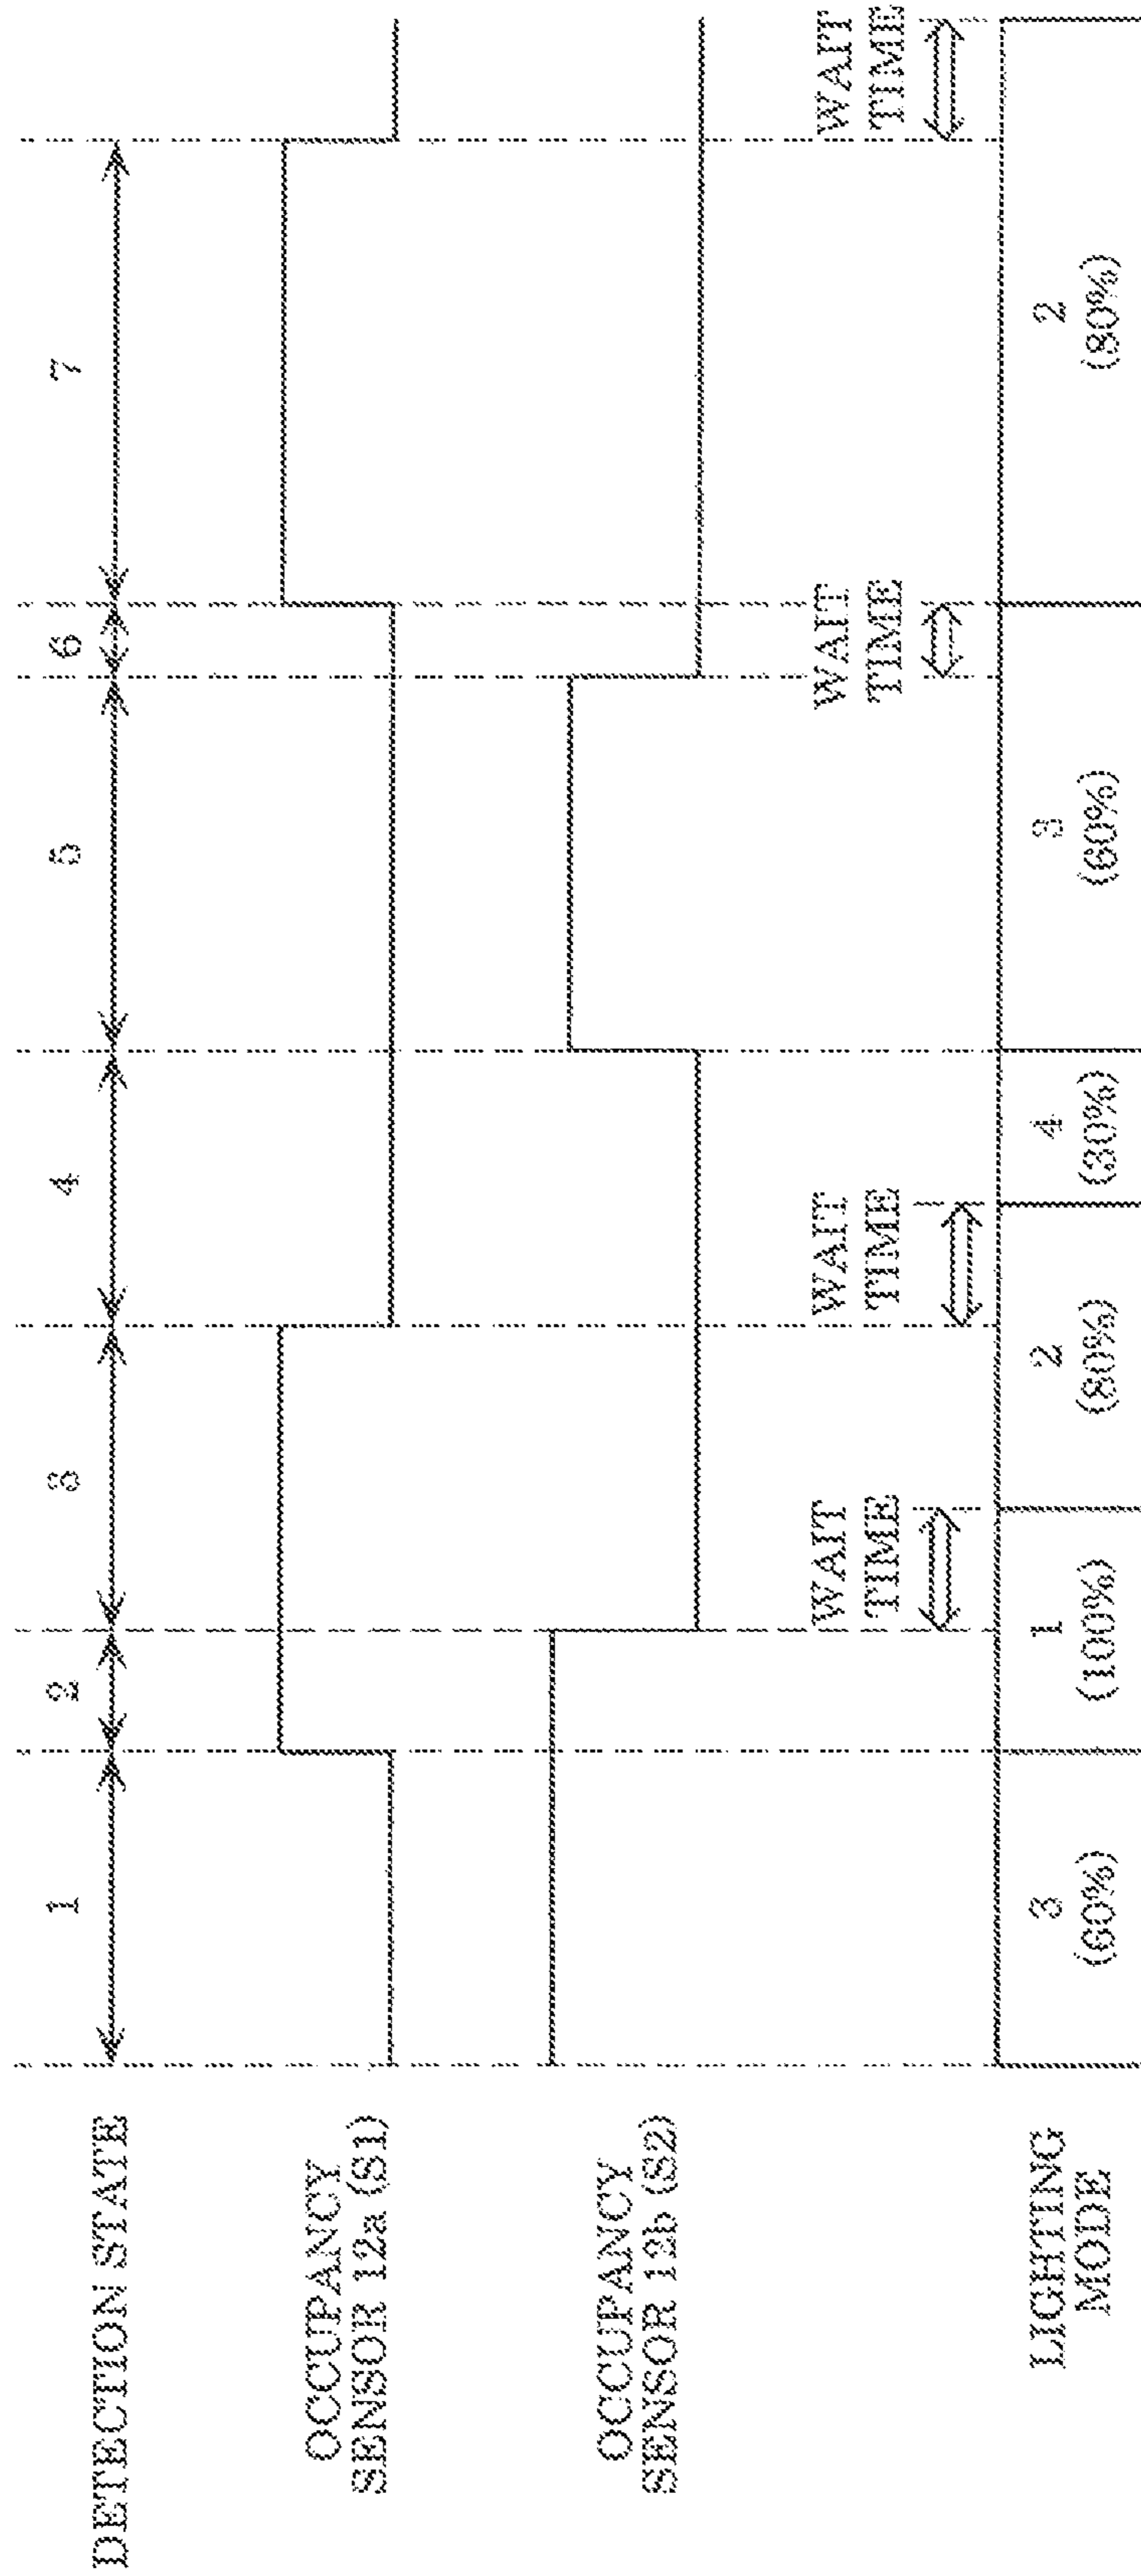 DETECTION STATE
1
2
3
4
5
6
7
OCCUPANCY
SENSOR 12a (S1)
OCCUPANCY
SENSOR 12b (S2)
WAIT
TIME
WAIT
TIME
WAIT
TIME
WAIT
TIME
LIGHTING
MODE
3
(60%)
1
(100%)
2
(80%)
4
(30%)
3
(60%)
2
(80%)